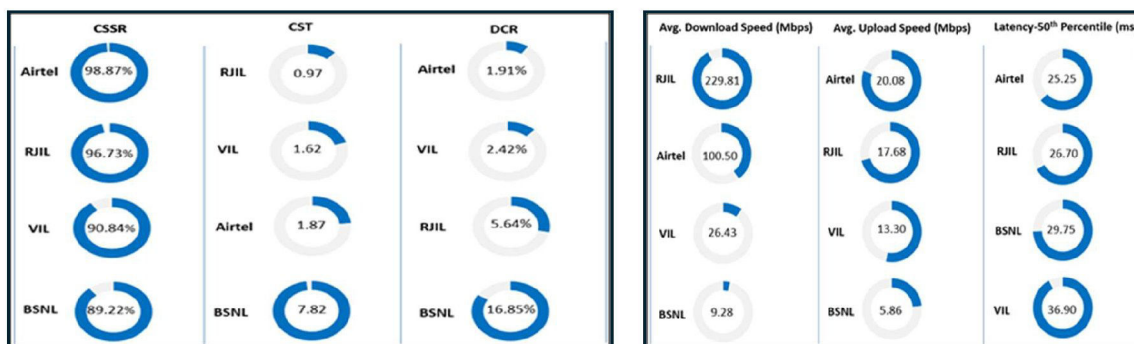 CSSR CST DCR
Airtel 98.87% RJIL 0.97 Airtel 1.91%
RJIL 96.73% VIL 1.62 VIL 2.42%
VIL 90.84% Airtel 1.87 RJIL 5.64%
BSNL 89.22% BSNL 7.82 BSNL 16.85%
Avg. Download Speed (Mbps) Avg. Upload Speed (Mbps) Latency-50th Percentile (ms
RJIL 229.81 Airtel 20.08 Airtel 25.25
Airtel 100.50 RJIL 17.68 RJIL 26.70
VIL 26.43 VIL 13.30 BSNL 29.75
BSNL 9.28 BSNL 5.86 VIL 36.90